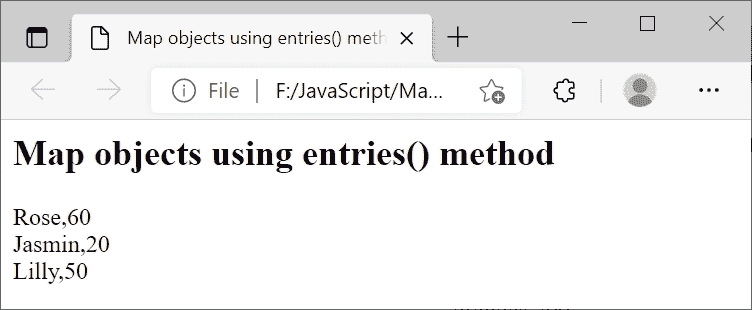 Map objects using entries() meth
File | F:/JavaScript/Ma...
Map objects using entries() method
Rose,60
Jasmin,20
Lilly,50